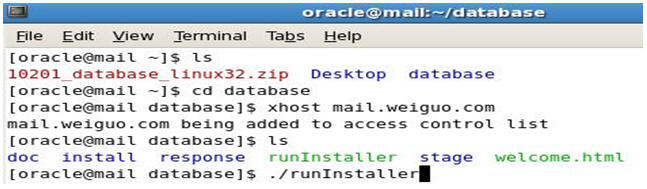 oracle@mail:~/database
File Edit View Terminal Tabs Help
[oracle@mail ~]$ ls
10201_database_linux32.zip Desktop database
[oracle@mail ~]$ cd database
[oracle@mail database]$ xhost mail.weiguo.com
mail.weiguo.com being added to access control list
[oracle@mail database]$ ls
doc install response runInstaller stage welcome.html
[oracle@mail database]$ ./runInstaller